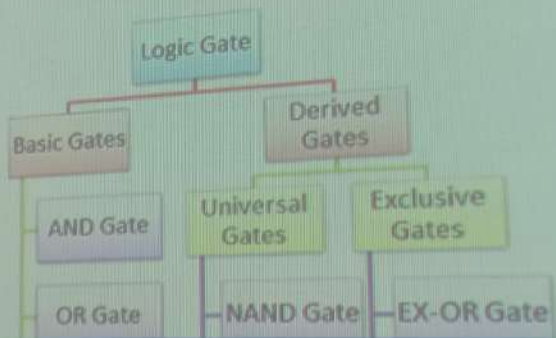 Logic Gate
Basic Gates
Derived
Gates
AND Gate
Universal
Gates
Exclusive
Gates
OR Gate
NAND Gate
EX-OR Gate